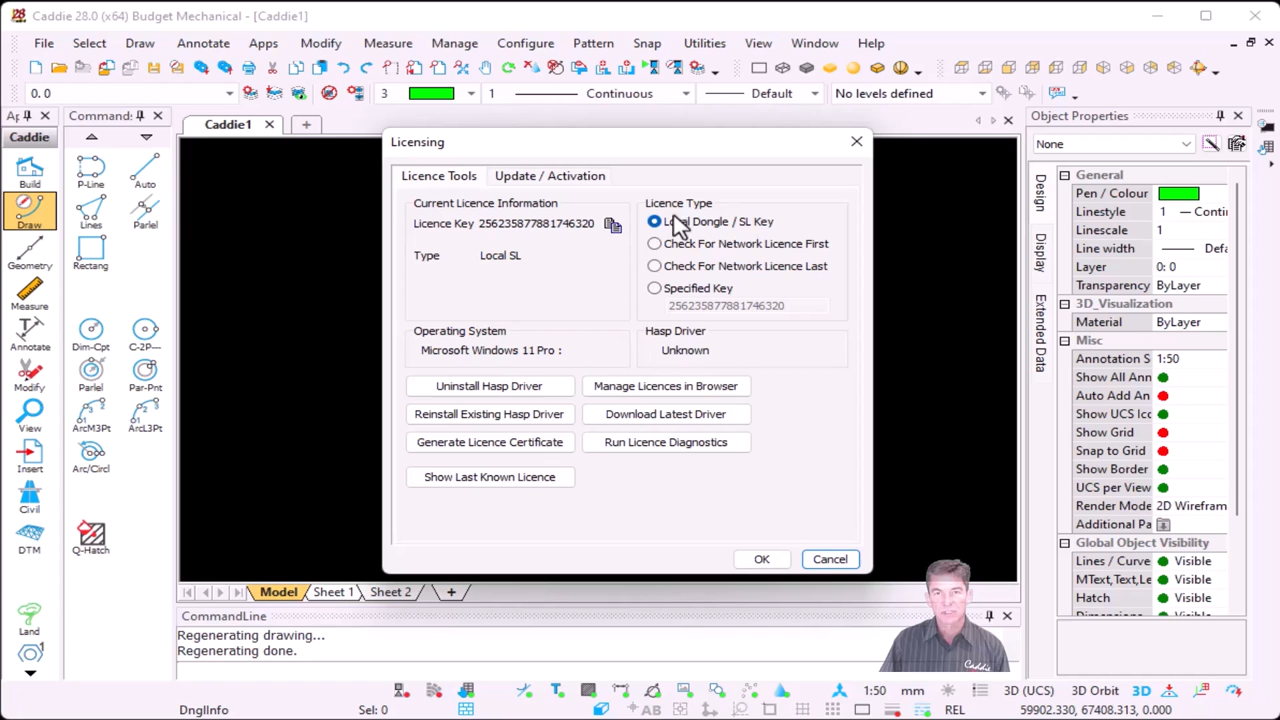 Caddie 28.0 (x64) Budget Mechanical - [Caddie1]
File Select Draw Annotate Apps Modify Measure Manage Configure Pattern Snap Utilities View Window Help
0. 0 3 1 Continuous Default No levels defined
Command:
Caddie1
Object Properties
Caddie
None
Build
P-Line
Auto
Draw
Lines
Parlel
Geometry
Rectang
Measure
Annotate
Dim-Cpt
C-2P---
Modify
Parlel
Par-Pnt
View
ArcM3Pt
ArcL3Pt
Insert
Arc/Circl
Civil
DTM
Q-Hatch
Land
Licensing
Licence Tools Update / Activation
Current Licence Information
Licence Key 256235877881746320
Type Local SL
Licence Type
Local Dongle / SL Key
Check For Network Licence First
Check For Network Licence Last
Specified Key
256235877881746320
Operating System
Microsoft Windows 11 Pro :
Hasp Driver
Unknown
Uninstall Hasp Driver Manage Licences in Browser
Reinstall Existing Hasp Driver Download Latest Driver
Generate Licence Certificate Run Licence Diagnostics
Show Last Known Licence
OK Cancel
Design
Display
Extended Data
General
Pen / Colour
Linestyle 1 Conti
Linescale 1
Line width Defa
Layer 0: 0
Transparency ByLayer
3D_Visualization
Material ByLayer
Misc
Annotation S 1:50
Show All Ann
Auto Add An
Show UCS Ico
Show Grid
Snap to Grid
Show Border
UCS per View
Render Mode 2D Wirefram
Additional Pa
Global Object Visibility
Lines / Curve Visible
MText,Text,Le Visible
Hatch Visible
Model Sheet 1 Sheet 2
CommandLine
Regenerating drawing...
Regenerating done.
Caddie
1:50 mm 3D (UCS) 3D Orbit 3D
DnglInfo Sel: 0 AB REL 59902.330, 67408.313, 0.000